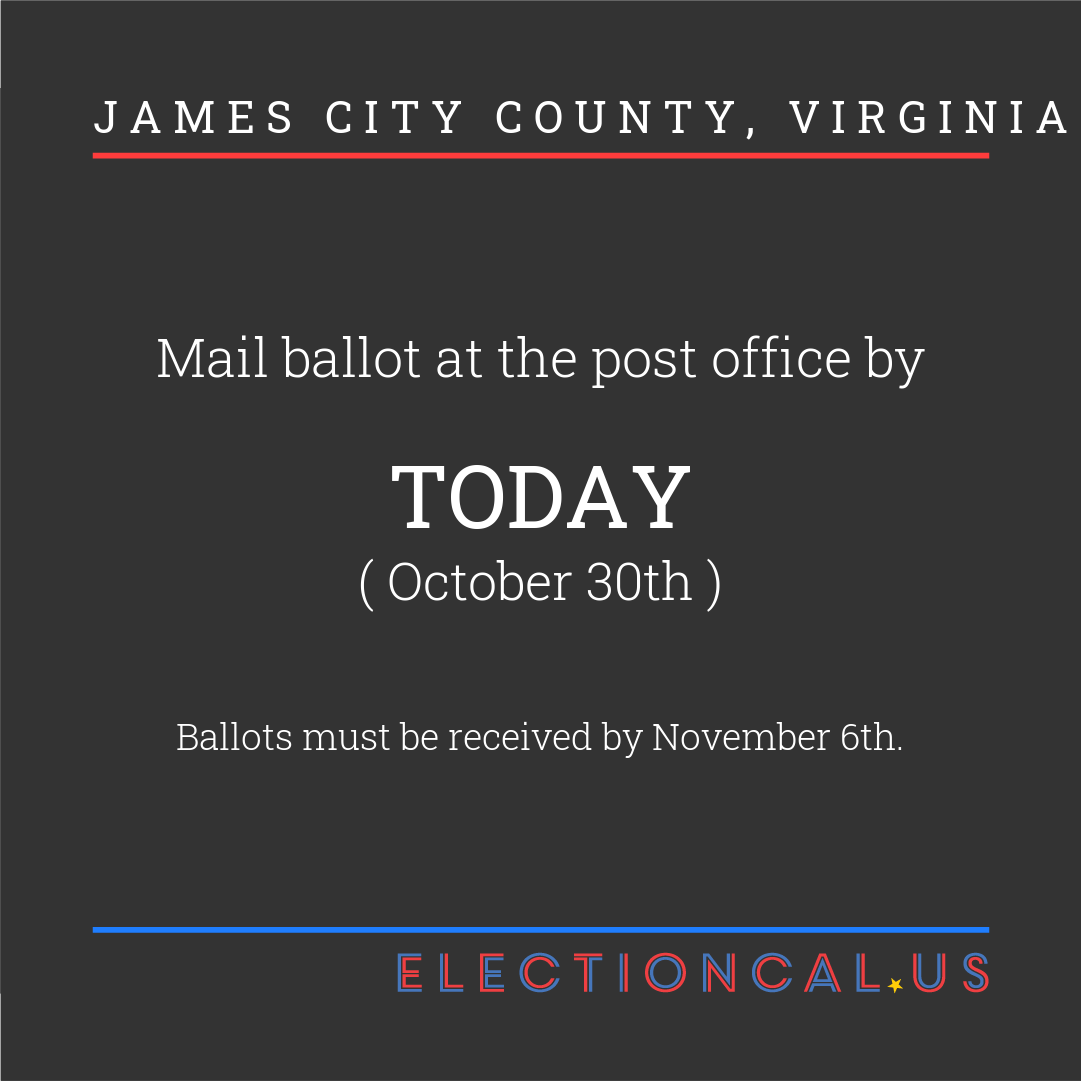 JAMES CITY COUNTY, VIRGINIA
Mail ballot at the post office by
TODAY
( October 30th )
Ballots must be received by November 6th.
ELECTIONCAL.US